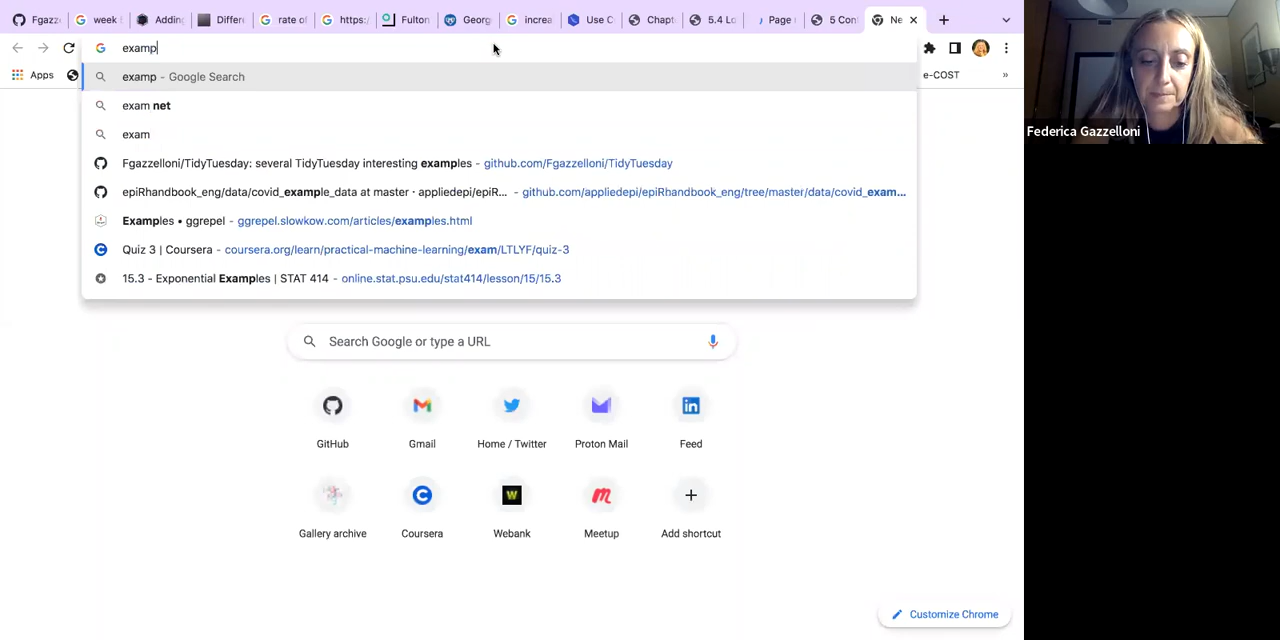 Fgazz
week
Adding
Differ
rate of
https:
Fulton
Georg
increa
Use C
Chapt
5.4 Lo
Page
5 Con
Ne
examp
Apps
e-COST
»
examp - Google Search
exam net
exam
Fgazzelloni/TidyTuesday: several TidyTuesday interesting examples - github.com/Fgazzelloni/TidyTuesday
epiRhandbook_eng/data/covid_example_data at master · appliedepi/epiR... - github.com/appliedepi/epiRhandbook_eng/tree/master/data/covid_exam...
Examples • ggrepel - ggrepel.slowkow.com/articles/examples.html
Quiz 3 | Coursera - coursera.org/learn/practical-machine-learning/exam/LTLYF/quiz-3
15.3 - Exponential Examples | STAT 414 - online.stat.psu.edu/stat414/lesson/15/15.3
Search Google or type a URL
GitHub
Gmail
Home / Twitter
Proton Mail
Feed
Gallery archive
Coursera
Webank
Meetup
Add shortcut
Customize Chrome
Federica Gazzelloni